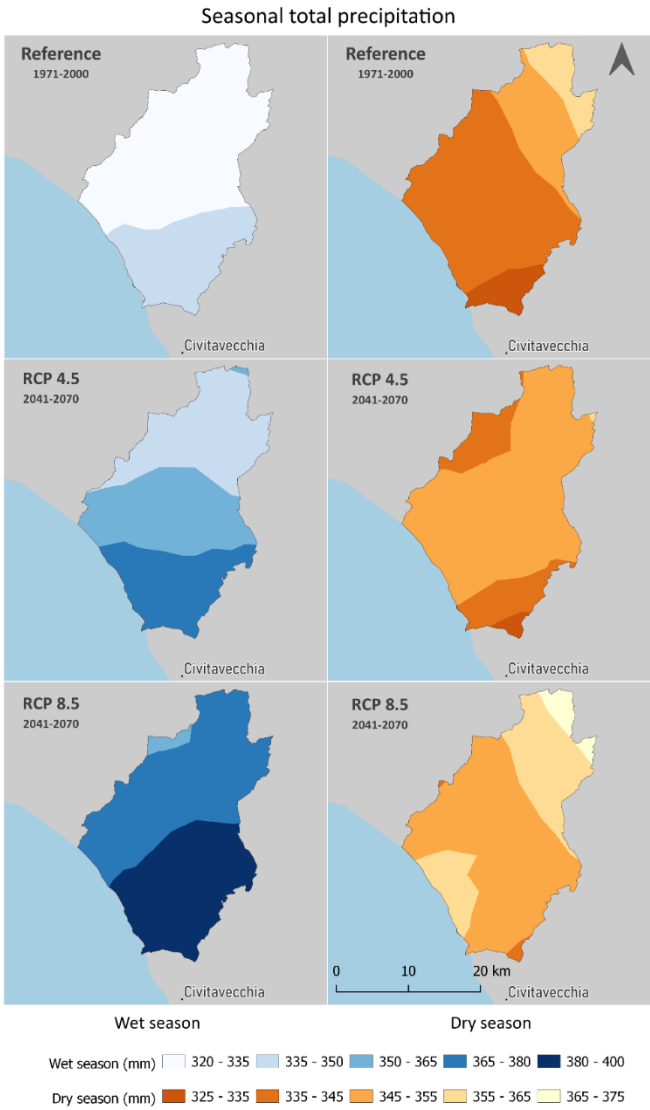 Seasonal total precipitation
Reference
1971-2000
Civitavecchia
Reference
1971-2000
Civitavecchia
RCP 4.5
2041-2070
Civitavecchia
RCP 4.5
2041-2070
Civitavecchia
RCP 8.5
2041-2070
Civitavecchia
RCP 8.5
2041-2070
0 10 20 km
Civitavecchia
Wet season
Dry season
Wet season (mm) 320 - 335 335 - 350 350 - 365 365 - 380 380 - 400
Dry season (mm) 325 - 335 335 - 345 345 - 355 355 - 365 365 - 375